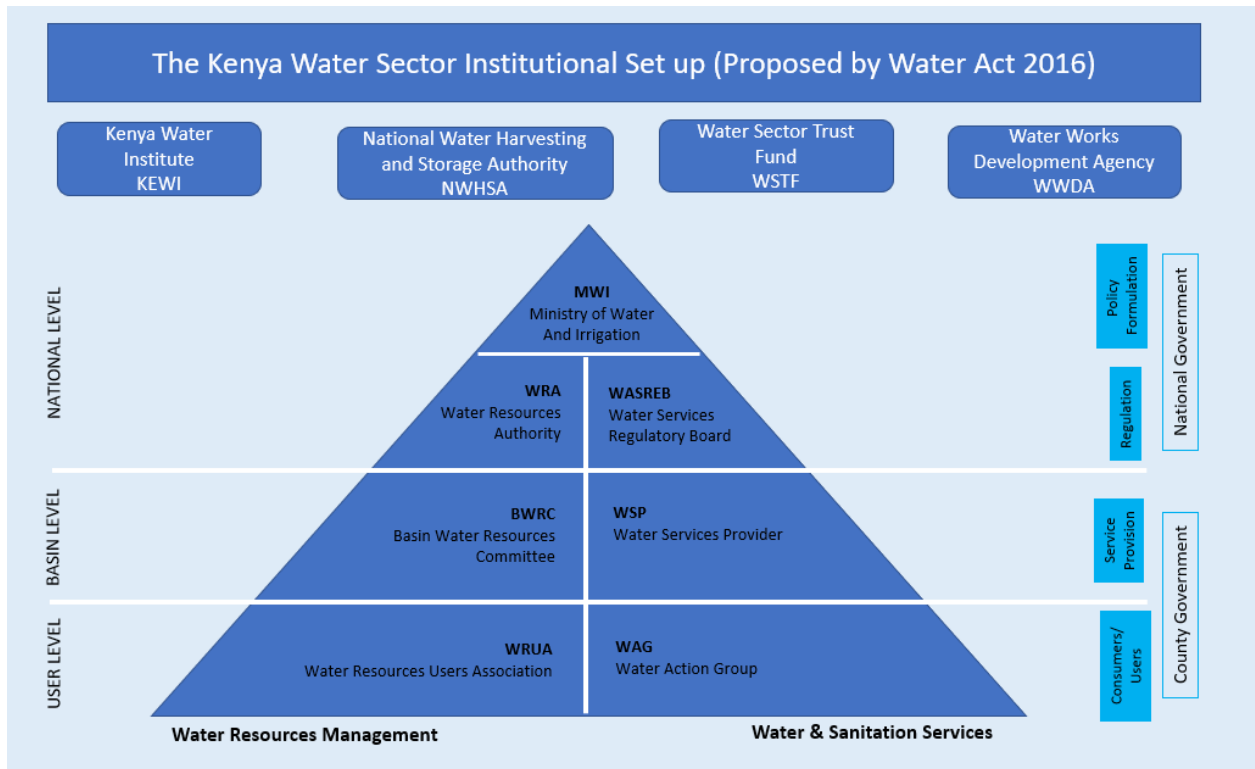 The Kenya Water Sector Institutional Set up (Proposed by Water Act 2016)
Kenya Water
Institute
KEWI
National Water Harvesting
and Storage Authority
NWHSA
Water Sector Trust
Fund
WSTF
Water Works
Development Agency
WWDA
NATIONAL LEVEL
MWI
Ministry of Water
And Irrigation
Policy
Formulation
National Government
WRA
Water Resources
Authority
WASREB
Water Services
Regulatory Board
Regulation
BASIN LEVEL
BWRC
Basin Water Resources
Committee
WSP
Water Services Provider
Service
Provision
County Government
USER LEVEL
WRUA
Water Resources Users Association
WAG
Water Action Group
Consumers/
Users
Water Resources Management
Water & Sanitation Services